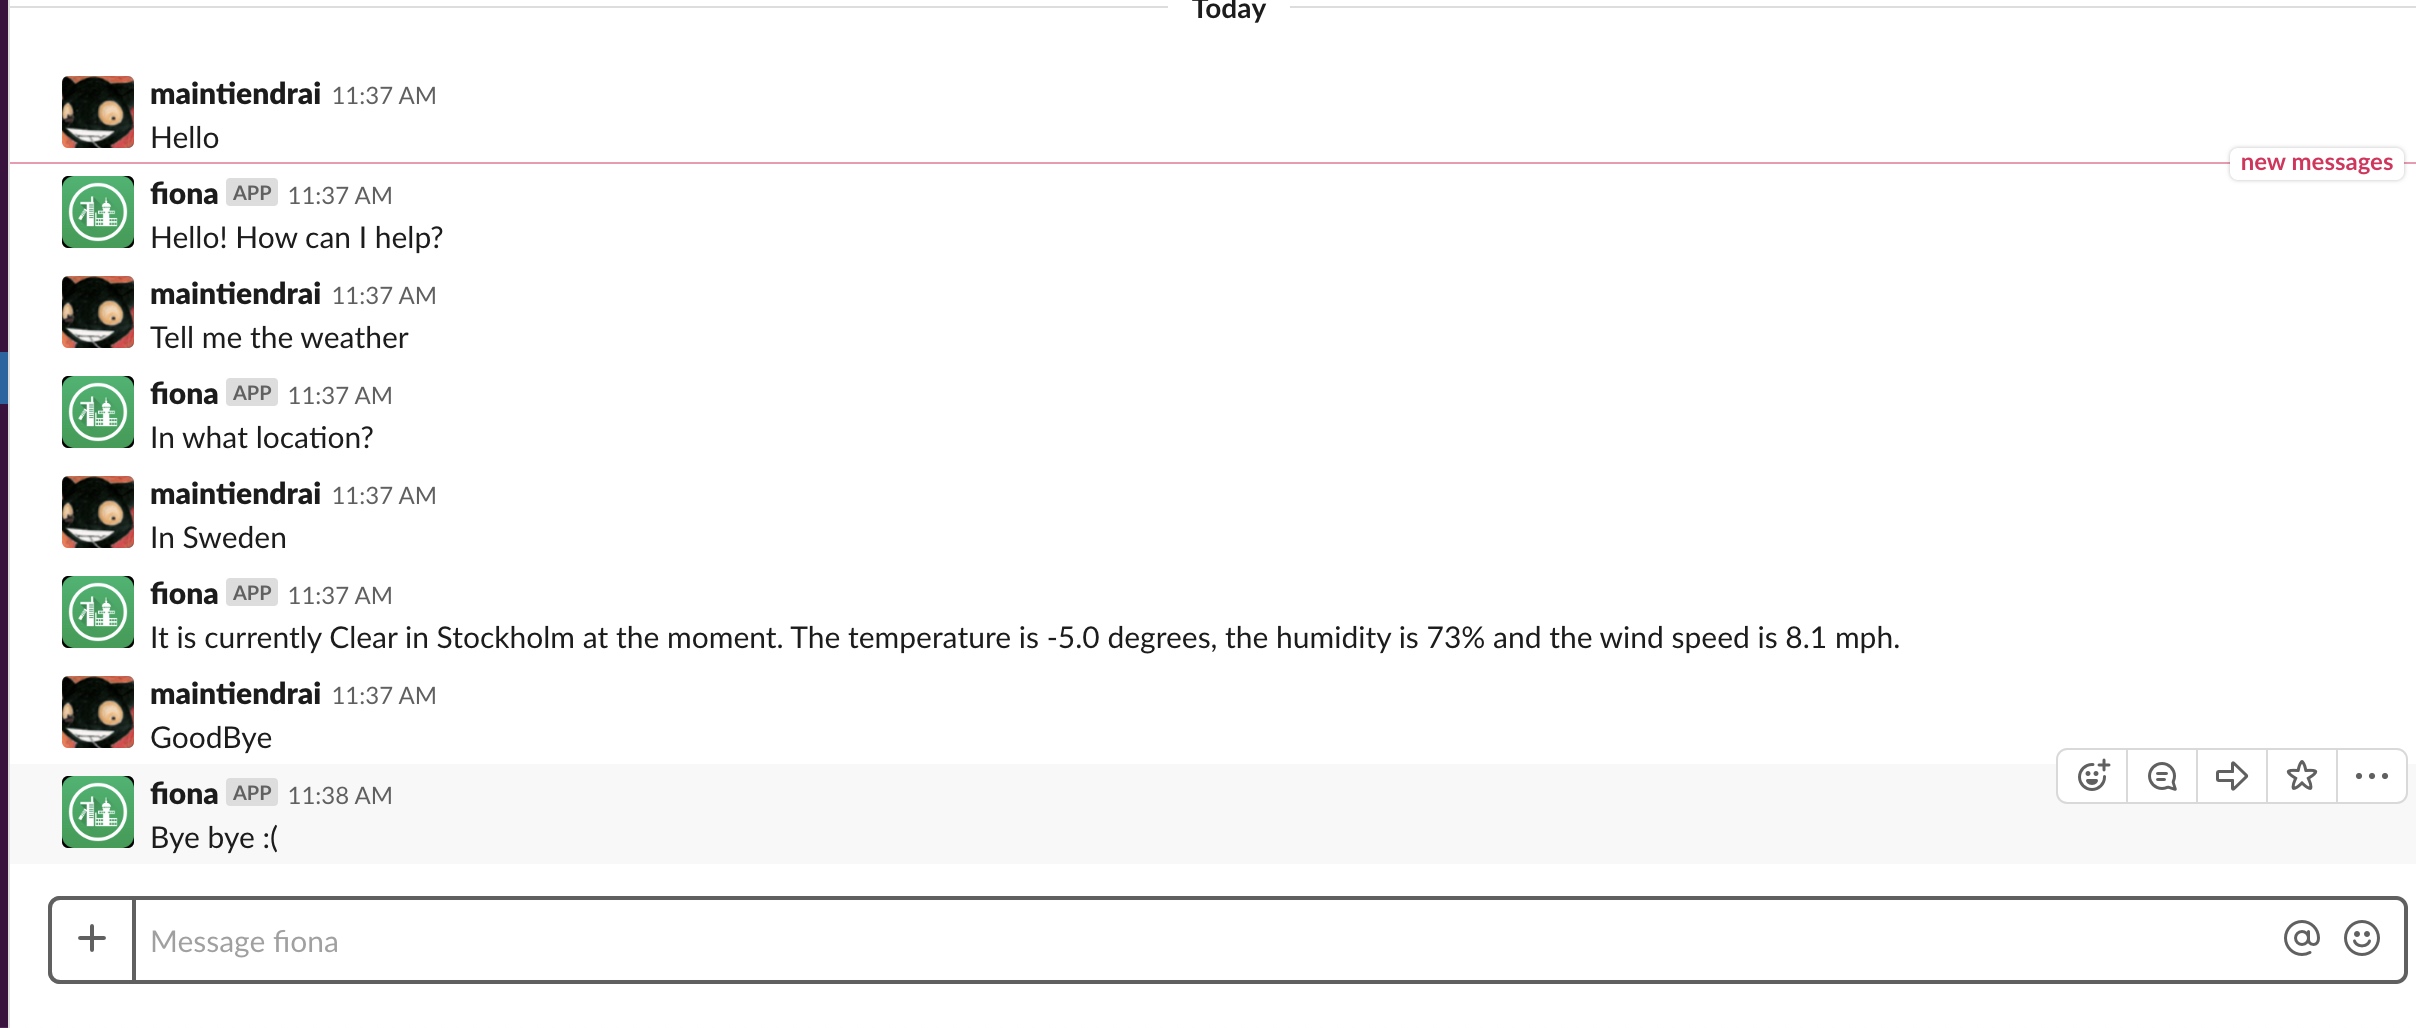 Today
maintiendrai 11:37 AM
Hello
new messages
fiona APP 11:37 AM
Hello! How can I help?
maintiendrai 11:37 AM
Tell me the weather
fiona APP 11:37 AM
In what location?
maintiendrai 11:37 AM
In Sweden
fiona APP 11:37 AM
It is currently Clear in Stockholm at the moment. The temperature is -5.0 degrees, the humidity is 73% and the wind speed is 8.1 mph.
maintiendrai 11:37 AM
GoodBye
fiona APP 11:38 AM
Bye bye :(
Message fiona